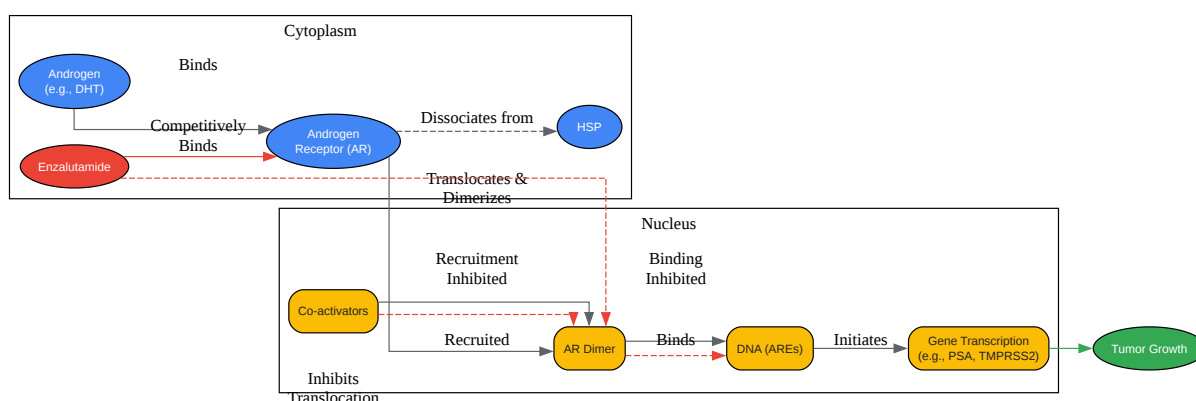 Cytoplasm
Androgen
(e.g., DHT)
Binds
Competitively
Binds
Androgen
Receptor (AR)
Dissociates from
HSP
Enzalutamide
Translocates &
Dimerizes
Nucleus
Recruitment
Inhibited
Binding
Inhibited
Co-activators
Recruited
AR Dimer
Binds
DNA (AREs)
Initiates
Gene Transcription
(e.g., PSA, TMPRSS2)
Tumor Growth
Inhibits
Translocation